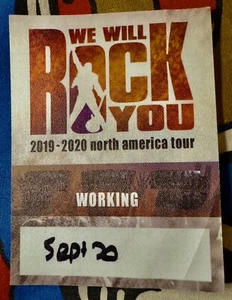 WE WILL
ROCK
YOU
2019-2020 north america tour
WORKING
Sept 20